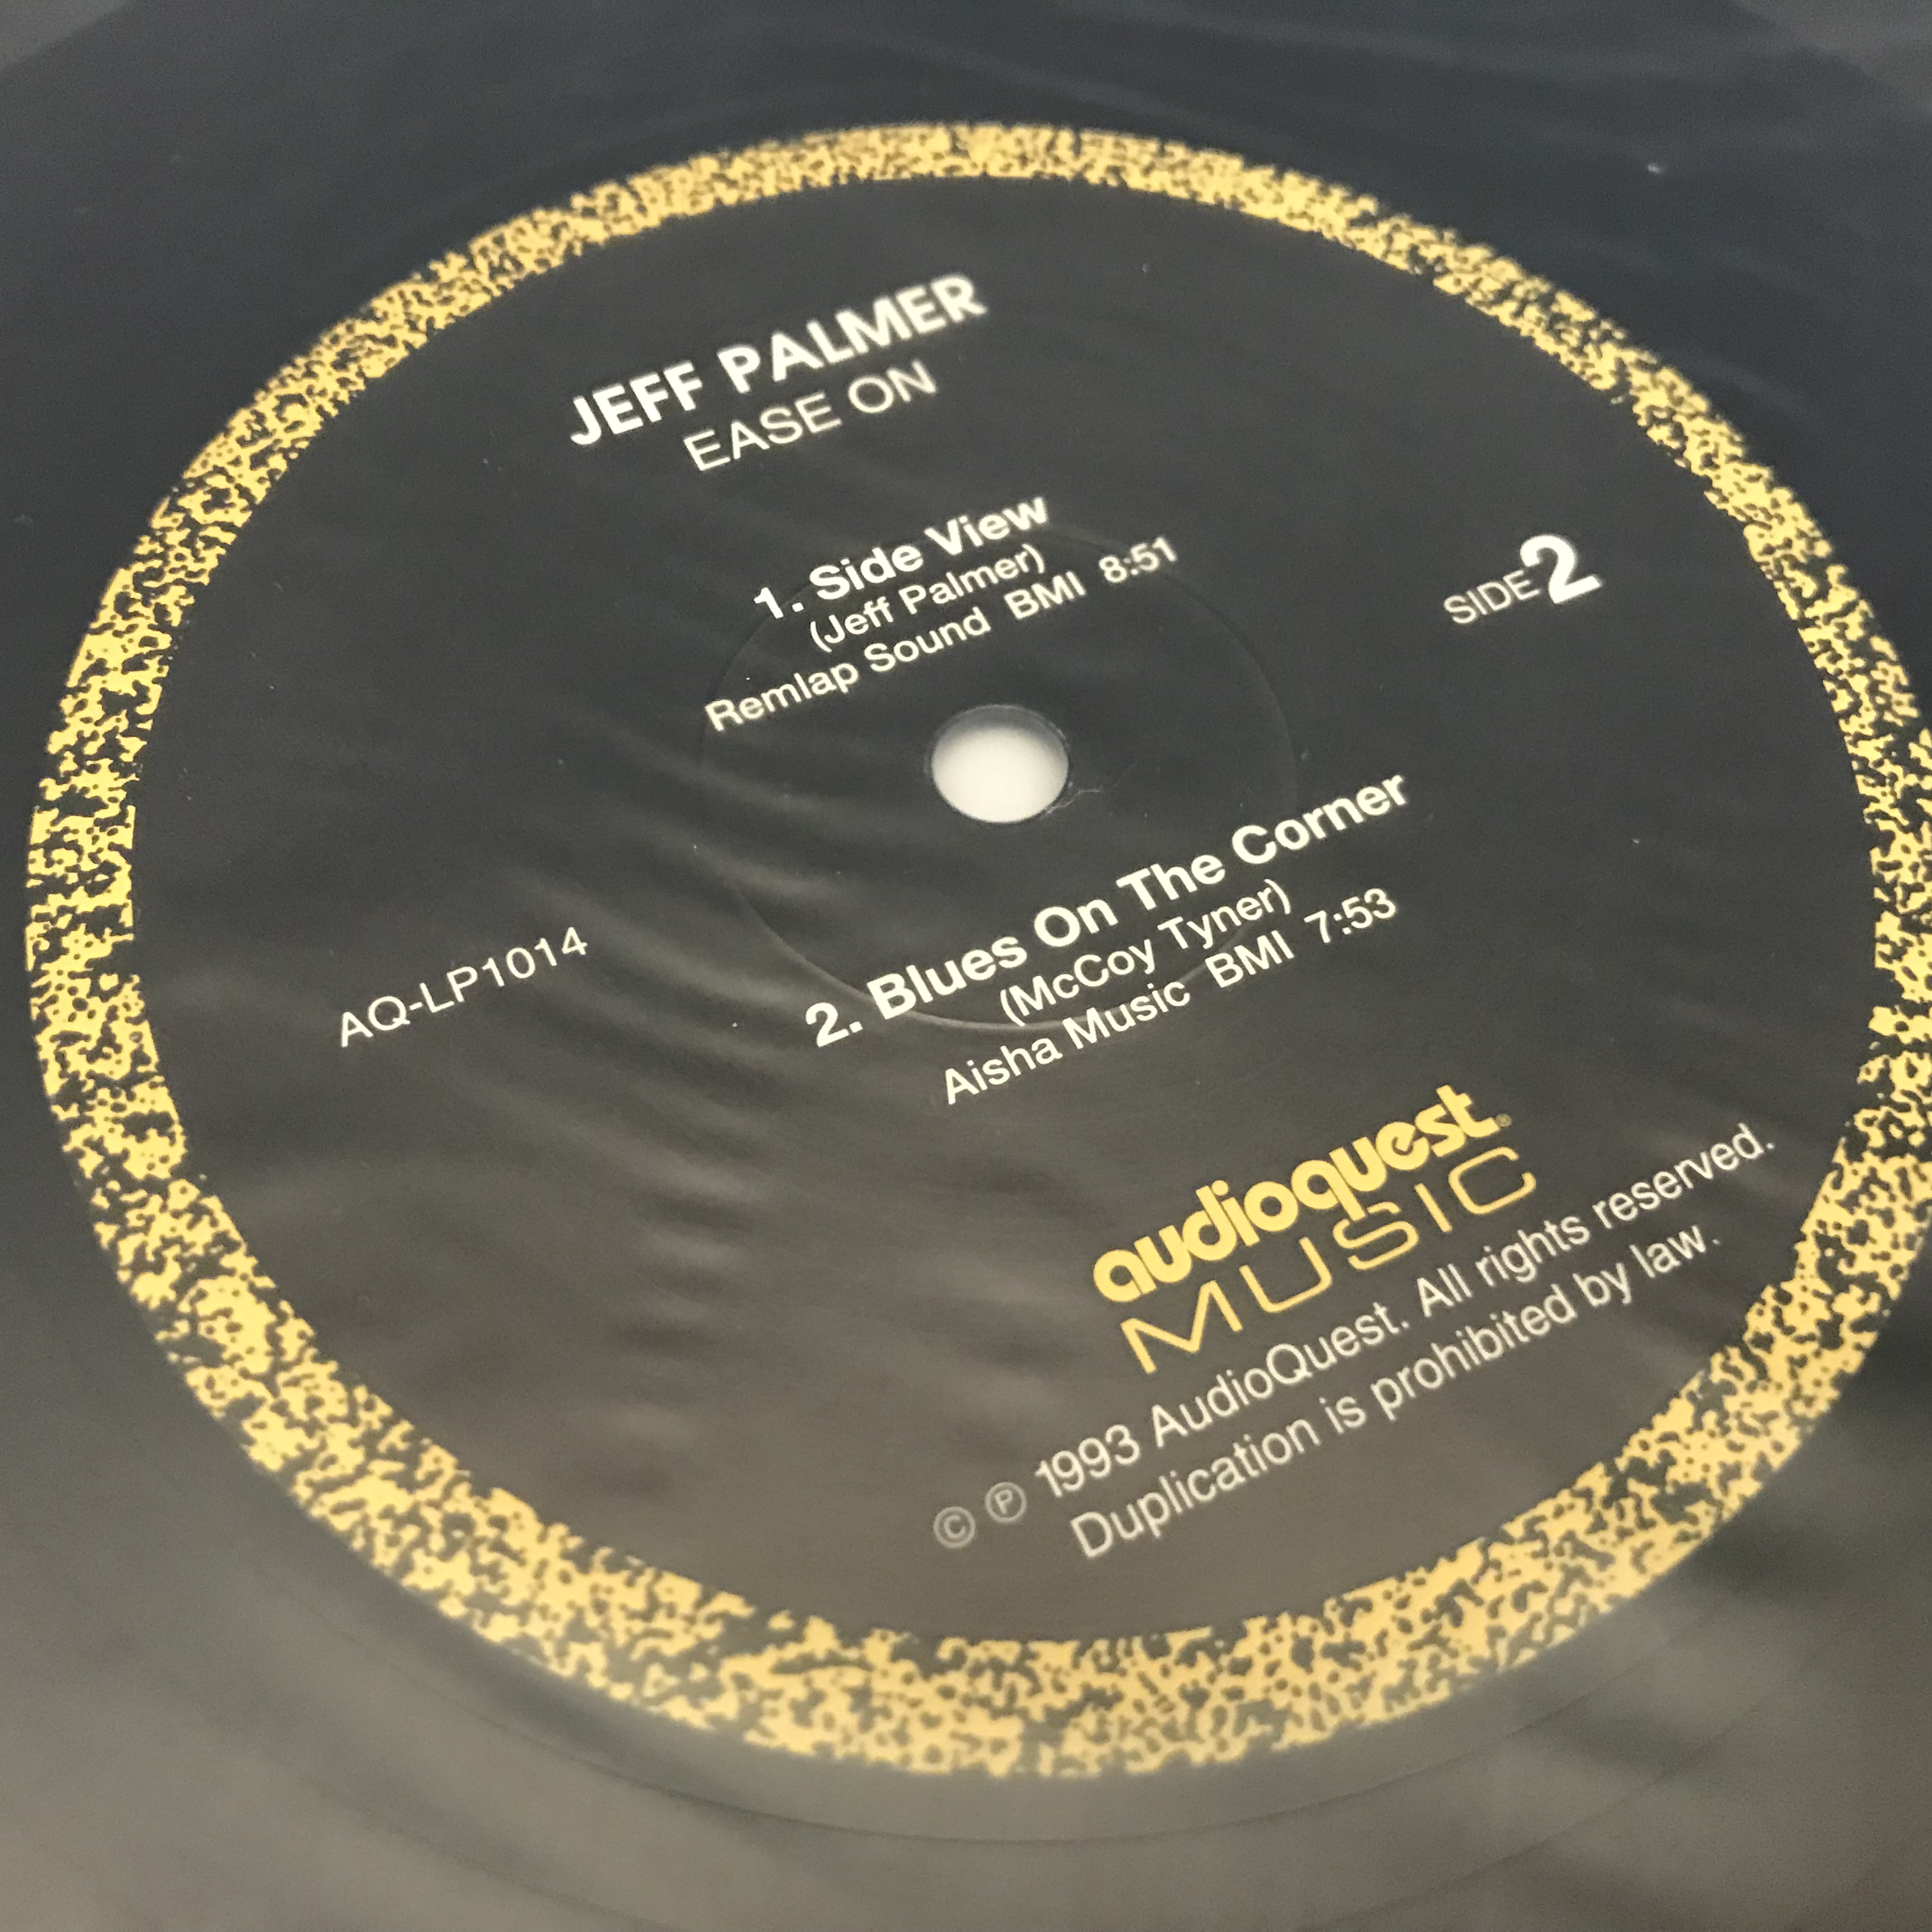 JEFF PALMER
EASE ON
1. Side View
(Jeff Palmer)
Remlap Sound BMI 8:51
SIDE 2
AQ-LP1014
2. Blues On The Corner
(McCoy Tyner)
Aisha Music BMI 7:53
audioquest®
MUSIC
© ℗ 1993 AudioQuest. All rights reserved.
Duplication is prohibited by law.